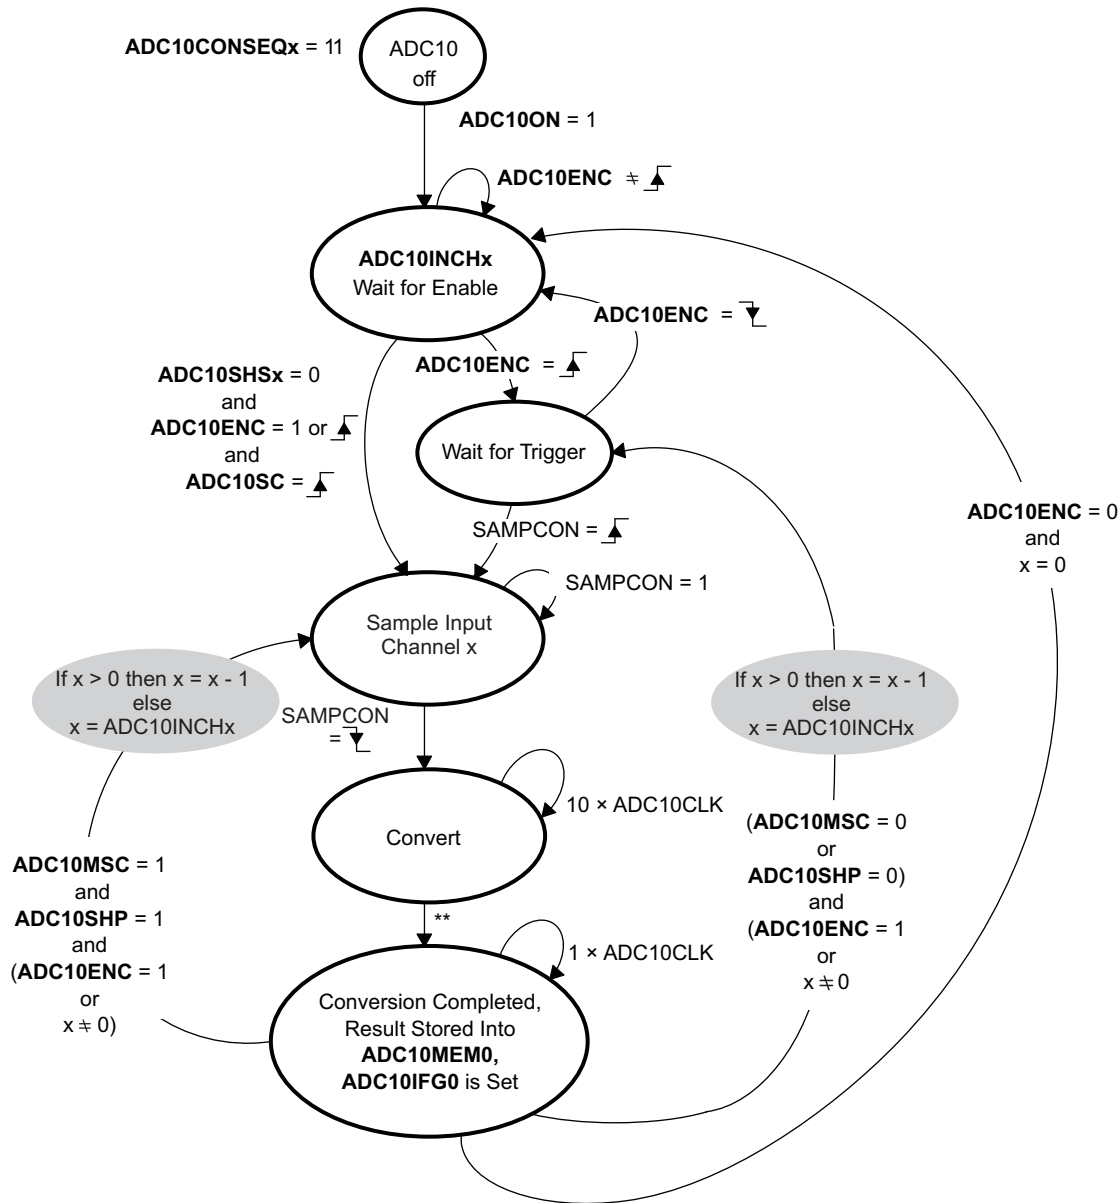 ADC10CONSEQx = 11
ADC10
off
ADC10ON = 1
ADC10ENC ≠
ADC10INCHx
Wait for Enable
ADC10ENC =
ADC10ENC =
ADC10SHSx = 0
and
ADC10ENC = 1 or
and
ADC10SC =
Wait for Trigger
SAMPCON =
ADC10ENC = 0
and
x = 0
SAMPCON = 1
Sample Input
Channel x
If x > 0 then x = x - 1
else
x = ADC10INCHx
SAMPCON
=
If x > 0 then x = x - 1
else
x = ADC10INCHx
10 × ADC10CLK
Convert
(ADC10MSC = 0
or
ADC10SHP = 0)
and
(ADC10ENC = 1
or
x ≠ 0
ADC10MSC = 1
and
ADC10SHP = 1
and
(ADC10ENC = 1
or
x ≠ 0)
**
1 × ADC10CLK
Conversion Completed,
Result Stored Into
ADC10MEM0,
ADC10IFG0 is Set